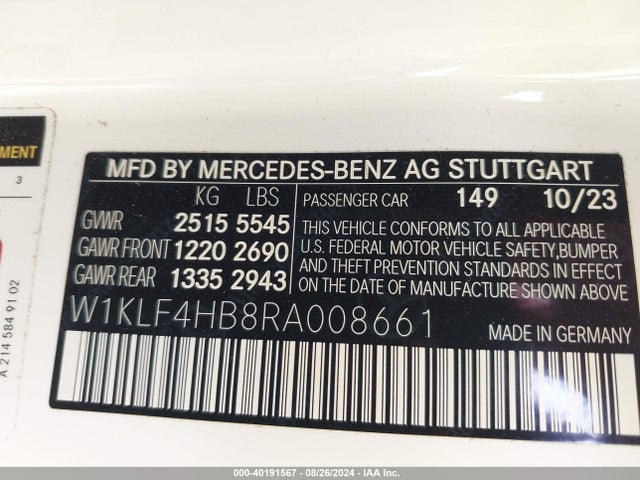 MENT
3
A 214 584 91 02
MFD BY MERCEDES-BENZ AG STUTTGART
KG LBS PASSENGER CAR 149 10/23
GVWR 2515 5545
GAWR FRONT 1220 2690
GAWR REAR 1335 2943
THIS VEHICLE CONFORMS TO ALL APPLICABLE
U.S. FEDERAL MOTOR VEHICLE SAFETY, BUMPER
AND THEFT PREVENTION STANDARDS IN EFFECT
ON THE DATE OF MANUFACTURE SHOWN ABOVE
W1KLF4HB8RA008661 MADE IN GERMANY
000-40191567 - 08/26/2024 - IAA Holdings, LLC